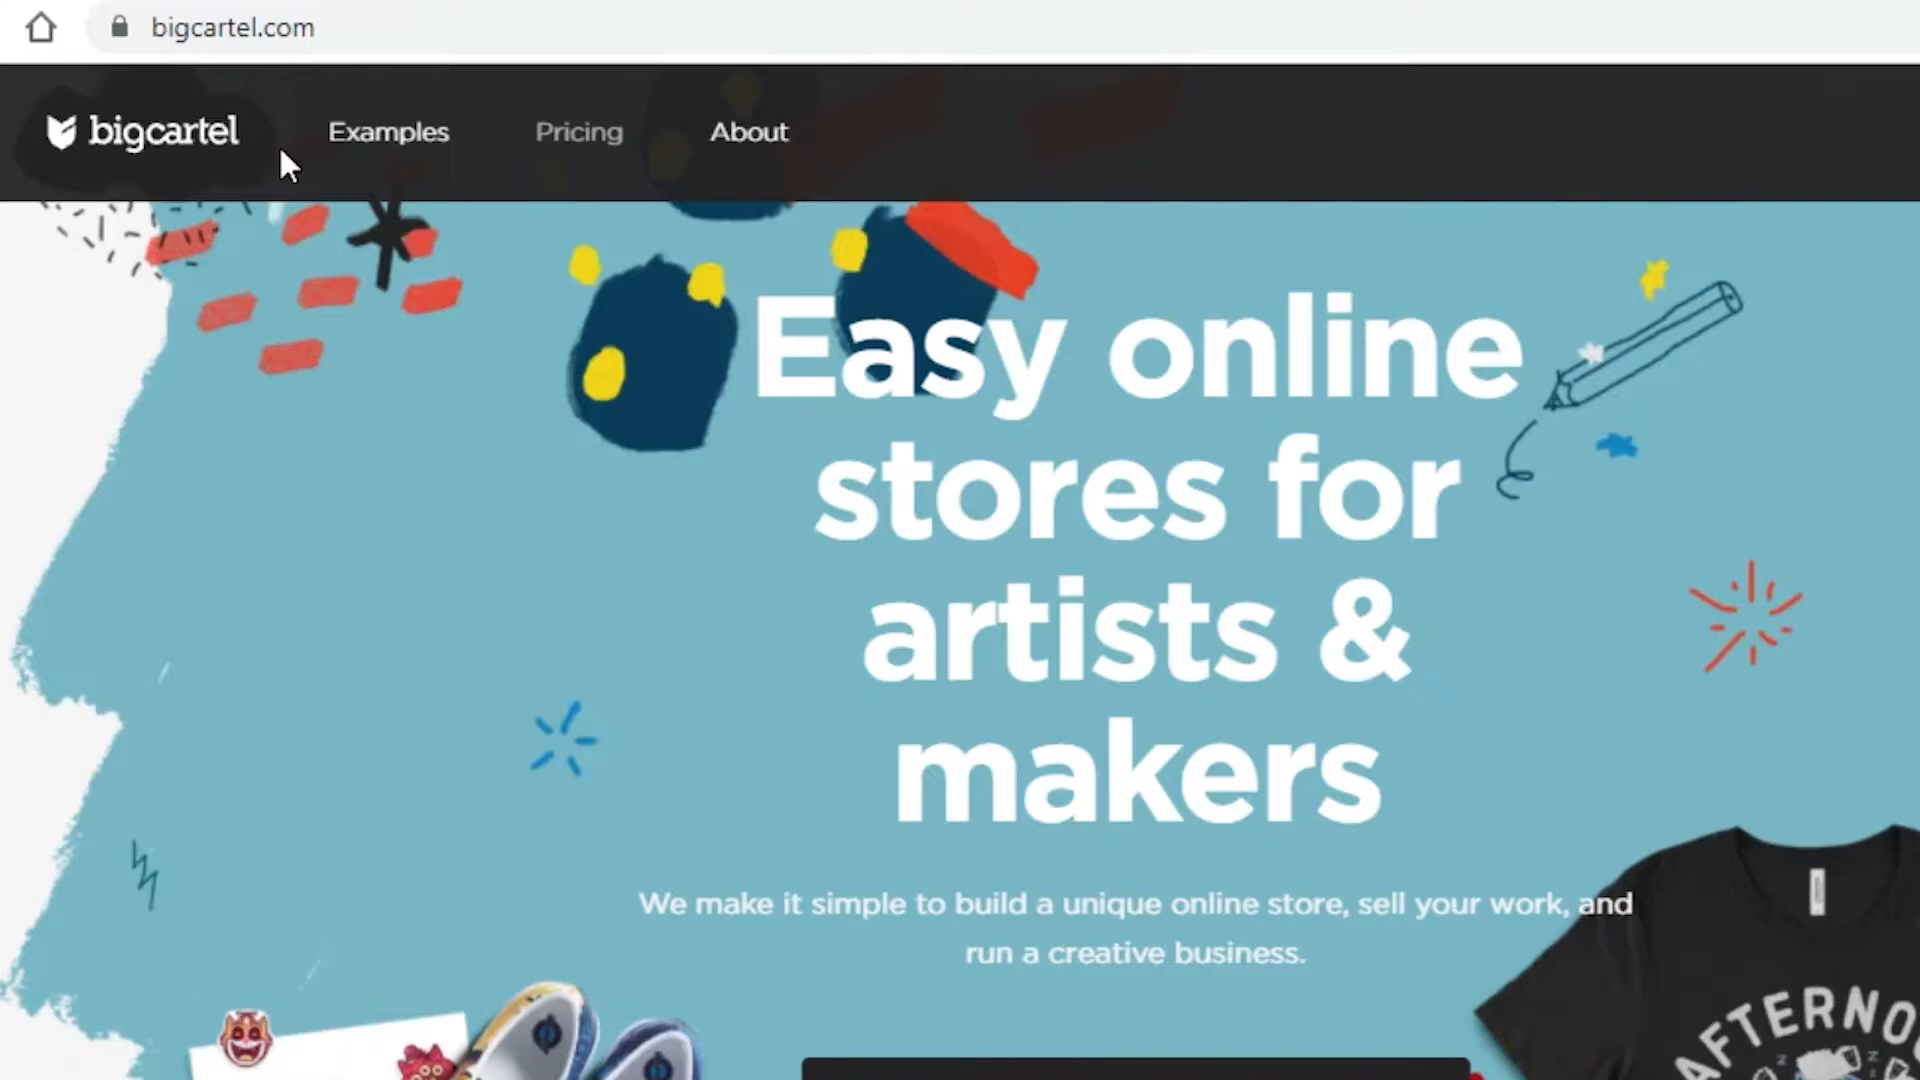 bigcartel.com
bigcartel Examples Pricing About
Easy online
stores for
artists &
makers
We make it simple to build a unique online store, sell your work, and
run a creative business.